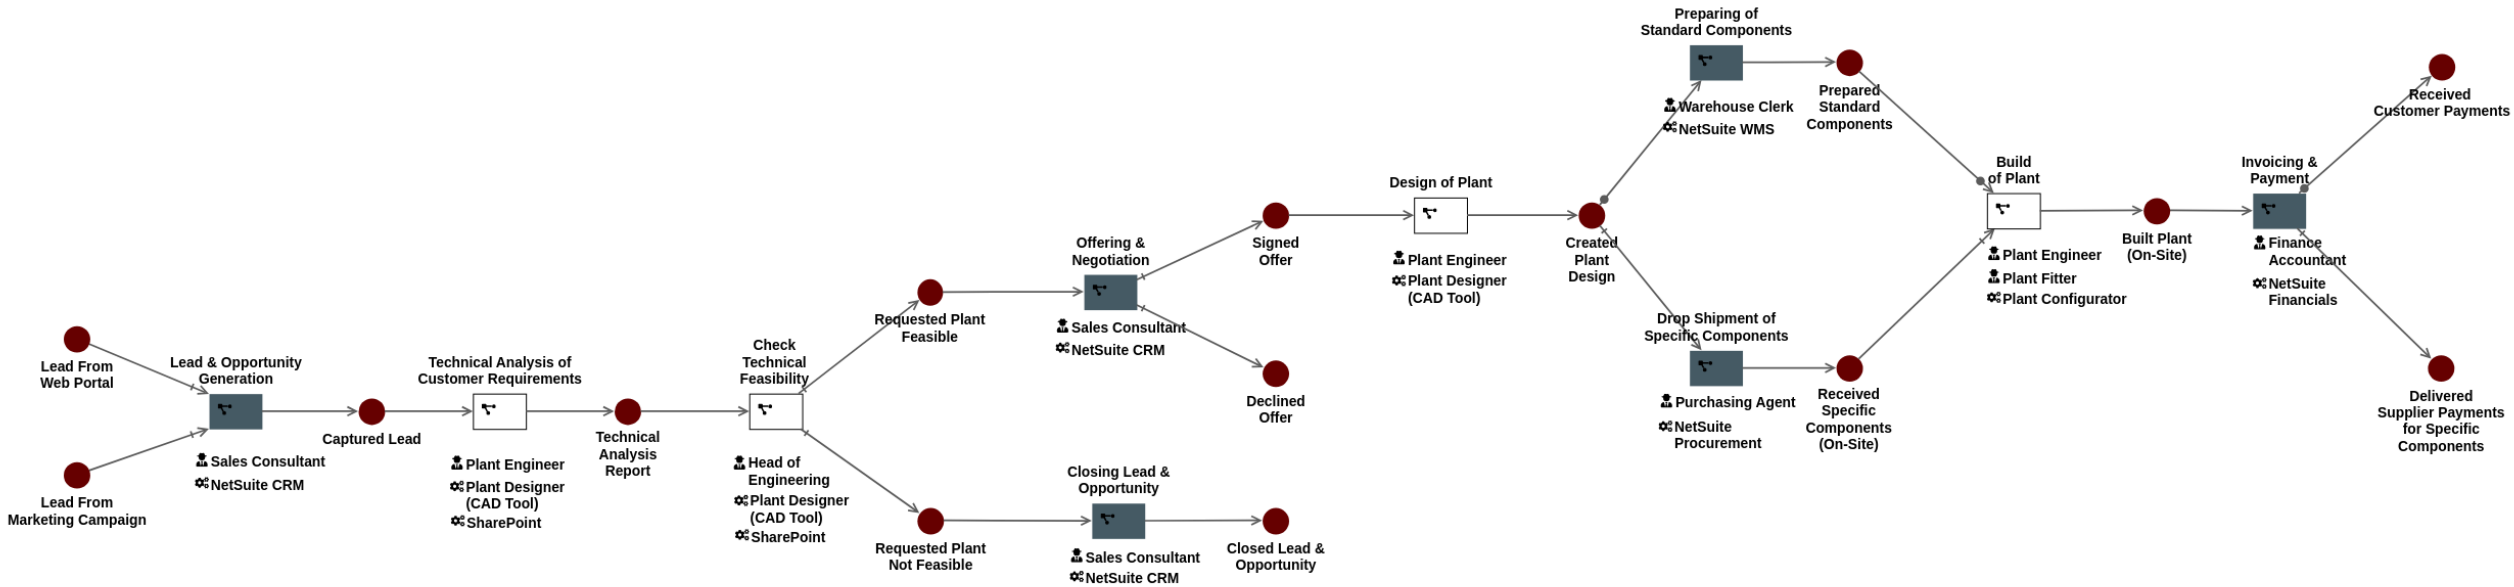 Lead From
Web Portal
Lead From
Marketing Campaign
Lead & Opportunity
Generation
Sales Consultant
NetSuite CRM
Captured Lead
Technical Analysis of
Customer Requirements
Plant Engineer
Plant Designer
(CAD Tool)
SharePoint
Technical
Analysis
Report
Check
Technical
Feasibility
Head of
Engineering
Plant Designer
(CAD Tool)
SharePoint
Requested Plant
Feasible
Requested Plant
Not Feasible
Offering &
Negotiation
Sales Consultant
NetSuite CRM
Closing Lead &
Opportunity
Sales Consultant
NetSuite CRM
Signed
Offer
Declined
Offer
Closed Lead &
Opportunity
Design of Plant
Plant Engineer
Plant Designer
(CAD Tool)
Created
Plant
Design
Preparing of
Standard Components
Warehouse Clerk
NetSuite WMS
Drop Shipment of
Specific Components
Purchasing Agent
NetSuite
Procurement
Prepared
Standard
Components
Received
Specific
Components
(On-Site)
Build
of Plant
Plant Engineer
Plant Fitter
Plant Configurator
Built Plant
(On-Site)
Invoicing &
Payment
Finance
Accountant
NetSuite
Financials
Received
Customer Payments
Delivered
Supplier Payments
for Specific
Components